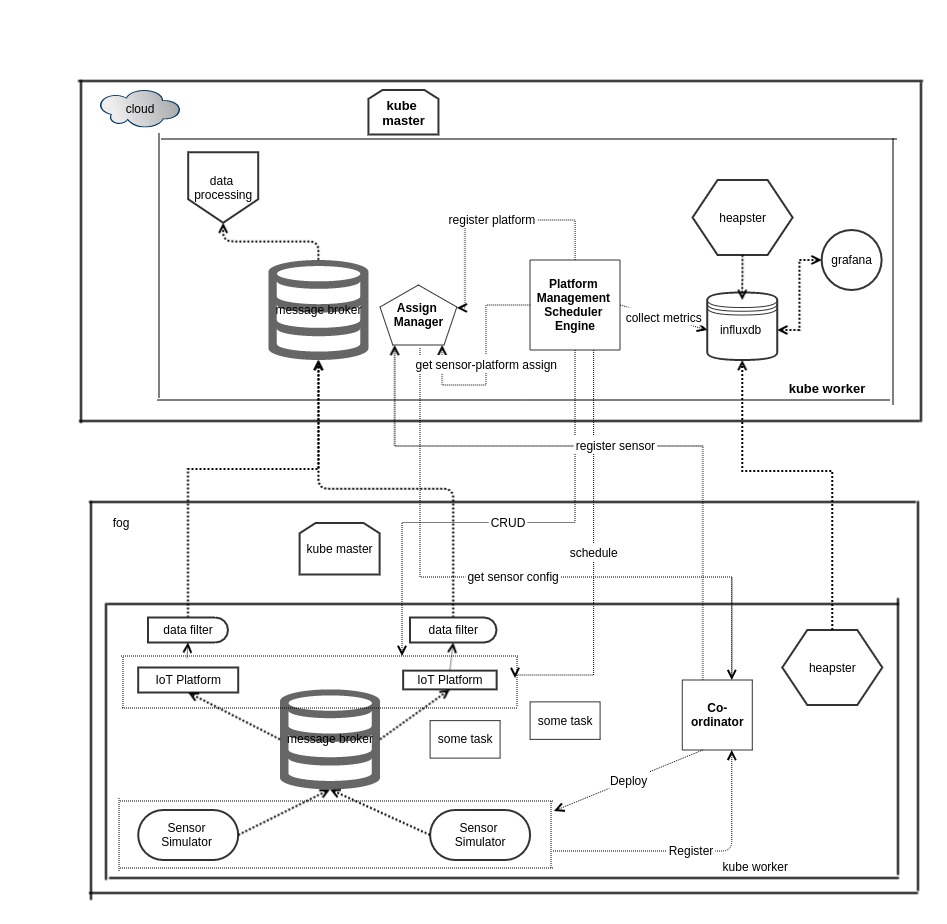 cloud
kube
master
data
processing
register platform
heapster
grafana
message broker
Assign
Manager
Platform
Management
Scheduler
Engine
collect metrics
influxdb
get sensor-platform assign
kube worker
register sensor
fog
kube master
CRUD
schedule
get sensor config
data filter
data filter
IoT Platform
IoT Platform
heapster
message broker
some task
some task
Co-
ordinator
Deploy
Sensor
Simulator
Sensor
Simulator
Register
kube worker